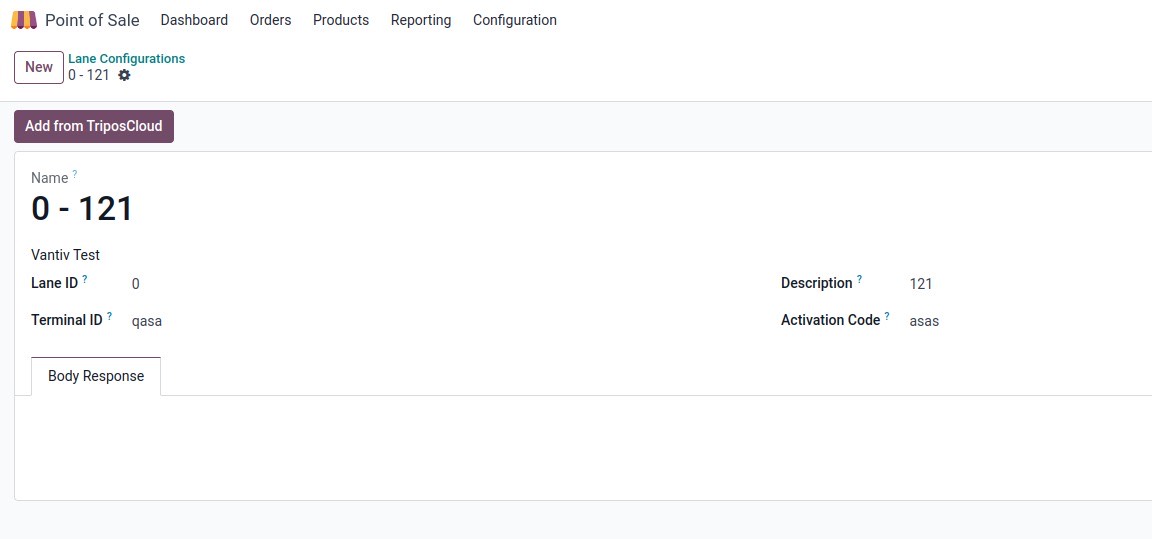 Point of Sale Dashboard Orders Products Reporting Configuration
New
Lane Configurations
0 - 121
Add from TriposCloud
Name ?
0 - 121
Vantiv Test
Lane ID ? 0 Description ? 121
Terminal ID ? qasa Activation Code ? asas
Body Response